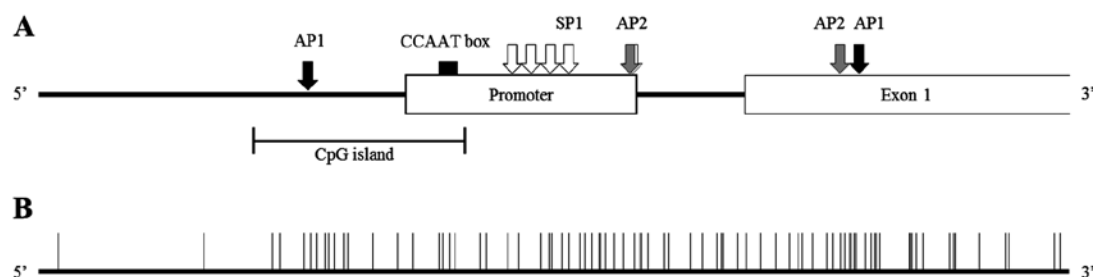 A
AP1
CCAAT box
SP1
AP2
AP2
AP1
5’
Promoter
Exon 1
3’
CpG island
B
5’
3’